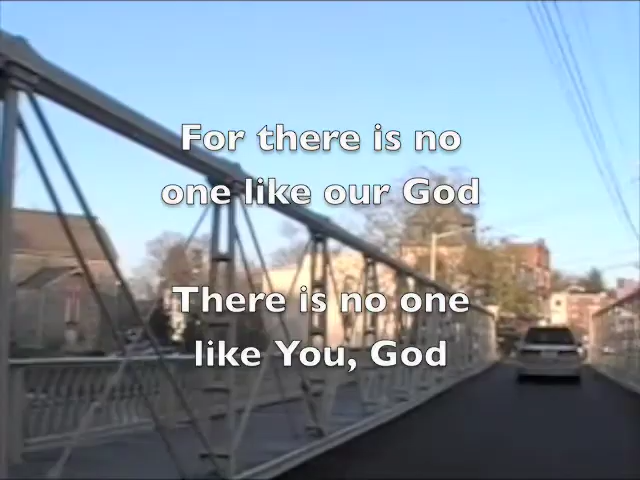 For there is no
one like our God
There is no one
like You, God